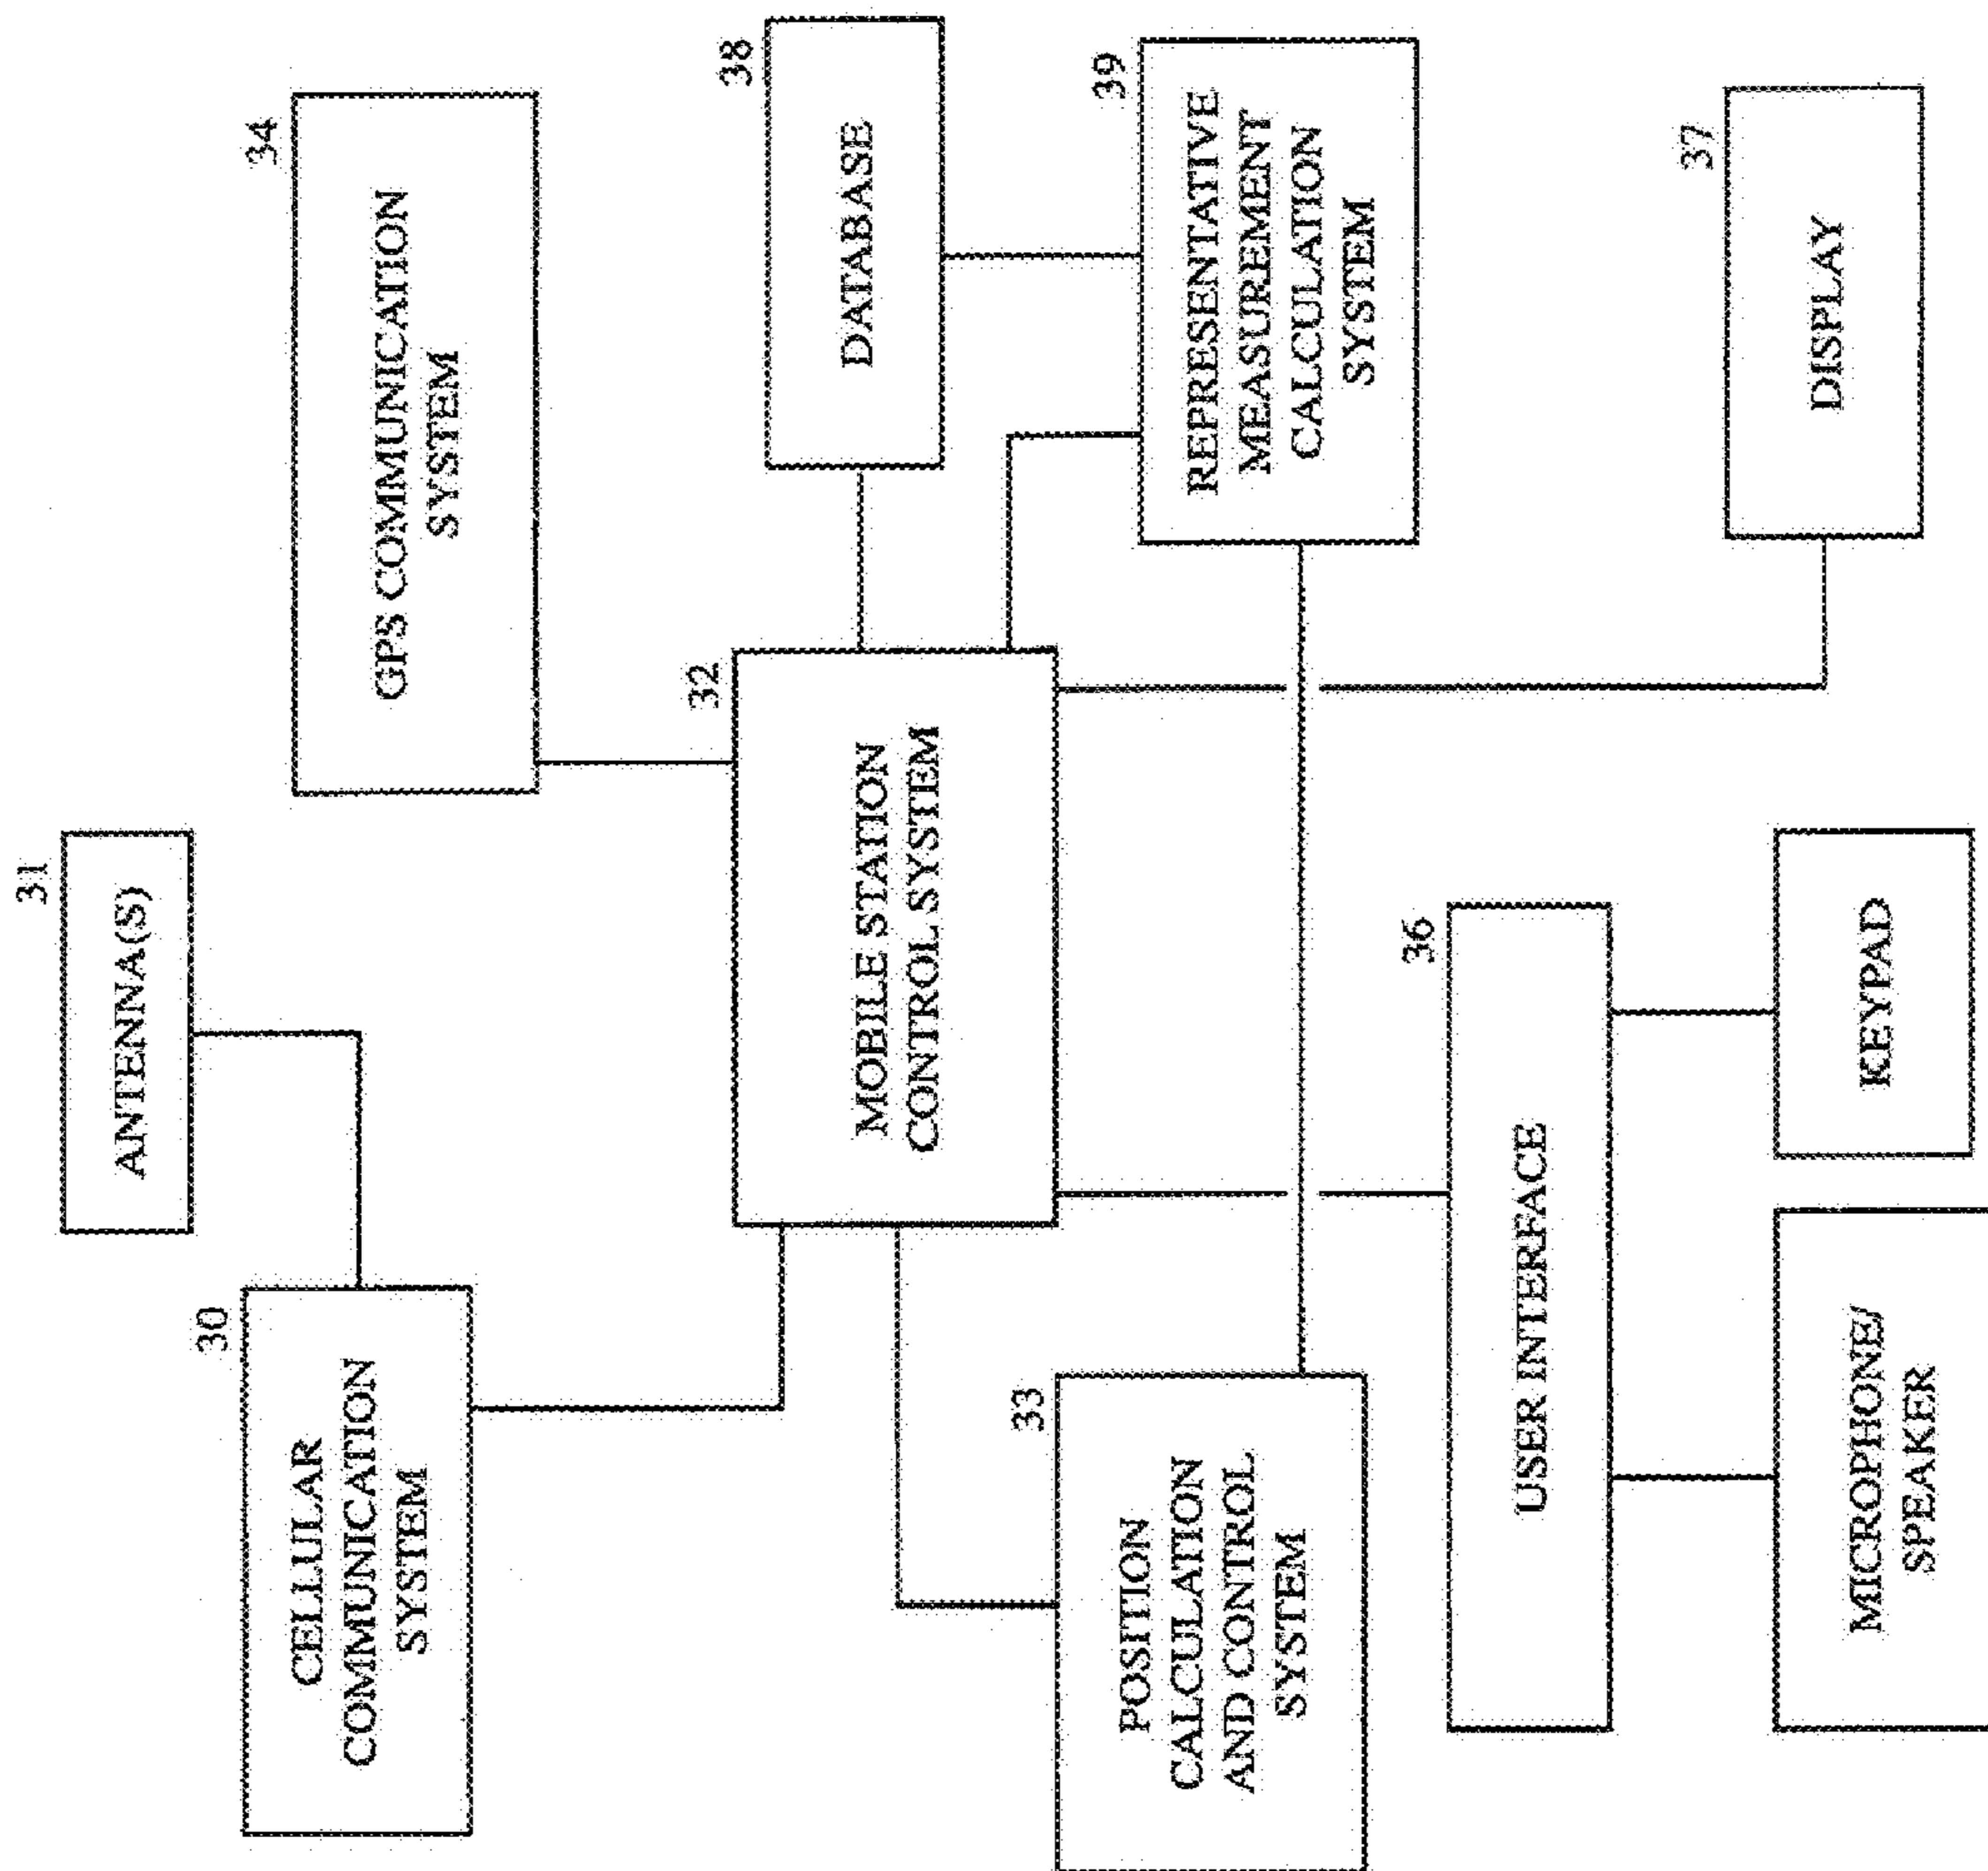 31
ANTENNA(S)
30
CELLULAR
COMMUNICATION
SYSTEM
34
GPS COMMUNICATION
SYSTEM
32
MOBILE STATION
CONTROL SYSTEM
38
DATABASE
33
POSITION
CALCULATION
AND CONTROL
SYSTEM
39
REPRESENTATIVE
MEASUREMENT
CALCULATION
SYSTEM
36
USER INTERFACE
37
DISPLAY
MICROPHONE/
SPEAKER
KEYPAD